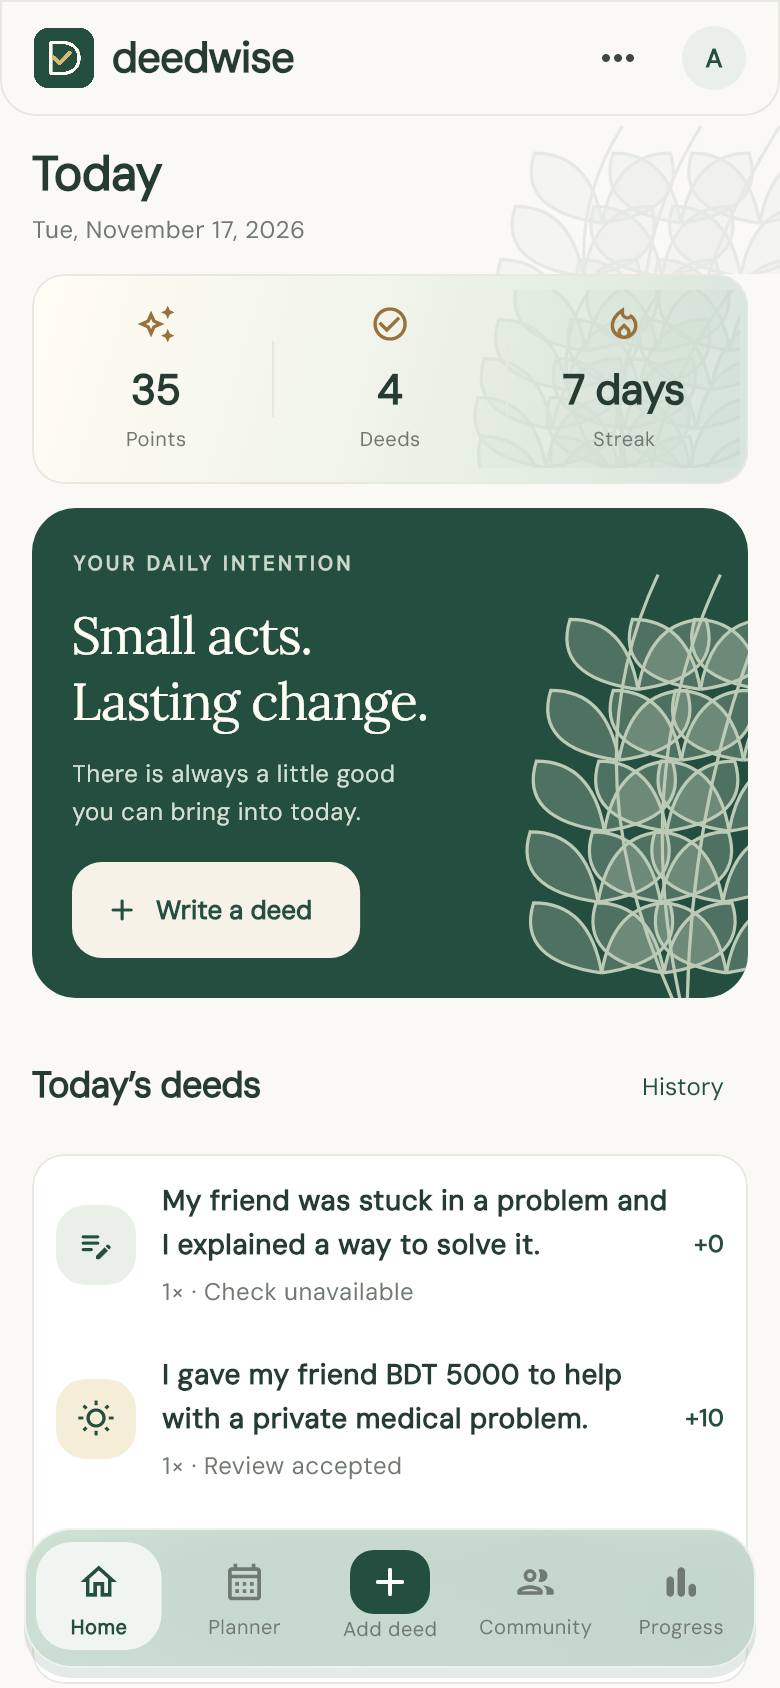 deedwise
A
Today
Tue, November 17, 2026
35
4
7 days
Points
Deeds
Streak
YOUR DAILY INTENTION
Small acts.
Lasting change.
There is always a little good
you can bring into today.
Write a deed
Today’s deeds
History
My friend was stuck in a problem and
I explained a way to solve it.
+0
1× · Check unavailable
I gave my friend BDT 5000 to help
with a private medical problem.
+10
1× · Review accepted
Home
Planner
Add deed
Community
Progress